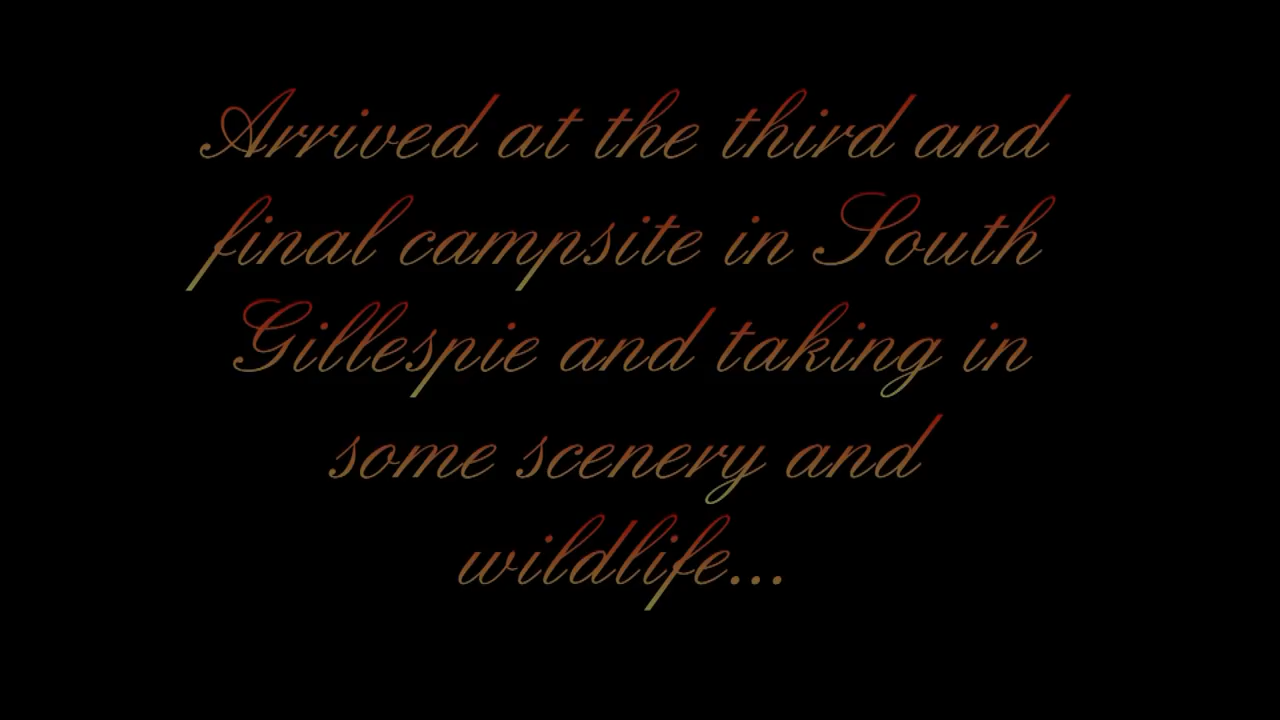 Arrived at the third and
final campsite in South
Gillespie and taking in
some scenery and
wildlife...